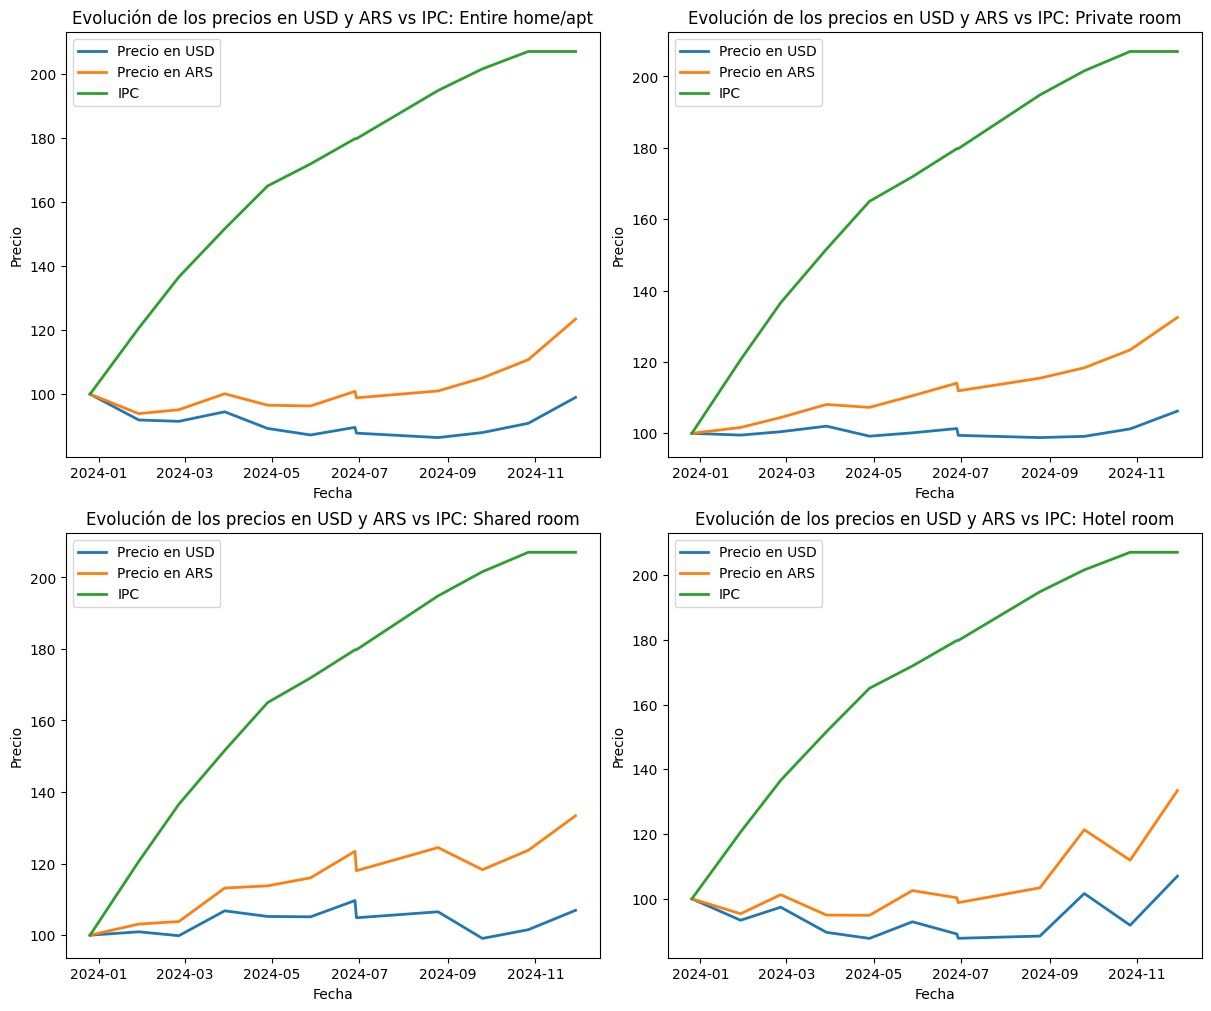 Evolución de los precios en USD y ARS vs IPC: Entire home/apt
Precio en USD
Precio en ARS
IPC
Precio
200
180
160
140
120
100
2024-01
2024-03
2024-05
2024-07
2024-09
2024-11
Fecha
Evolución de los precios en USD y ARS vs IPC: Private room
Precio en USD
Precio en ARS
IPC
Precio
200
180
160
140
120
100
2024-01
2024-03
2024-05
2024-07
2024-09
2024-11
Fecha
Evolución de los precios en USD y ARS vs IPC: Shared room
Precio en USD
Precio en ARS
IPC
Precio
200
180
160
140
120
100
2024-01
2024-03
2024-05
2024-07
2024-09
2024-11
Fecha
Evolución de los precios en USD y ARS vs IPC: Hotel room
Precio en USD
Precio en ARS
IPC
Precio
200
180
160
140
120
100
2024-01
2024-03
2024-05
2024-07
2024-09
2024-11
Fecha